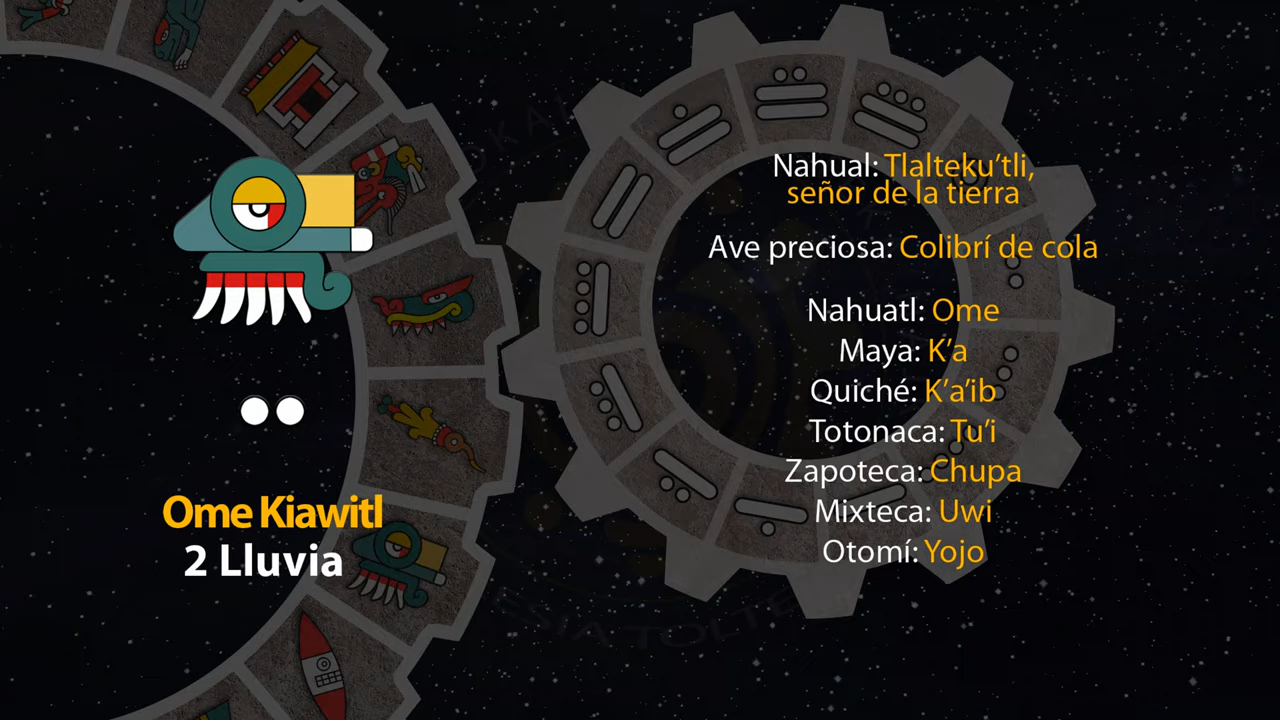 Nahual: Tlalteku’tli,
señor de la tierra
Ave preciosa: Colibrí de cola
Nahuatl: Ome
Maya: K’a
Quiché: K’a’ib
Totonaca: Tu’i
Zapoteca: Chupa
Mixteca: Uwi
Otomí: Yojo
Ome Kiawitl
2 Lluvia